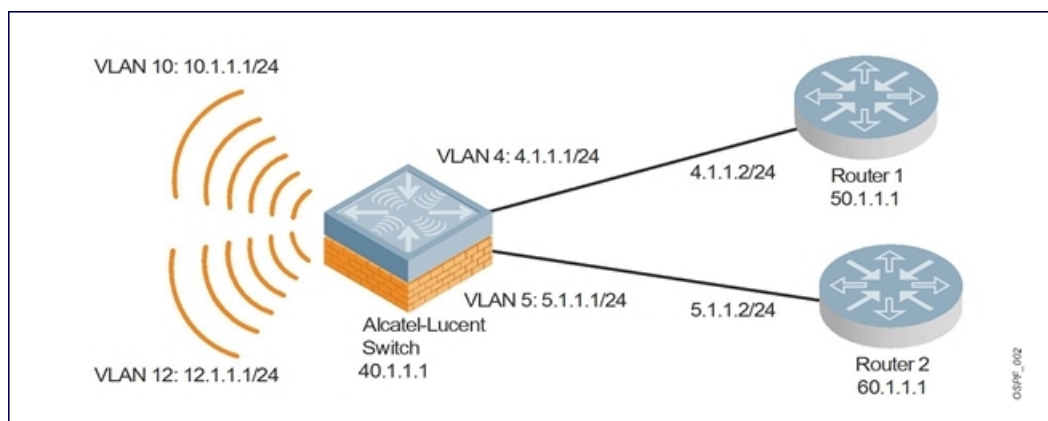 VLAN 10: 10.1.1.1/24
VLAN 4: 4.1.1.1/24
4.1.1.2/24
Router 1
50.1.1.1
VLAN 5: 5.1.1.1/24
5.1.1.2/24
Alcatel-Lucent
Switch
40.1.1.1
VLAN 12: 12.1.1.1/24
Router 2
60.1.1.1
OSPF_002